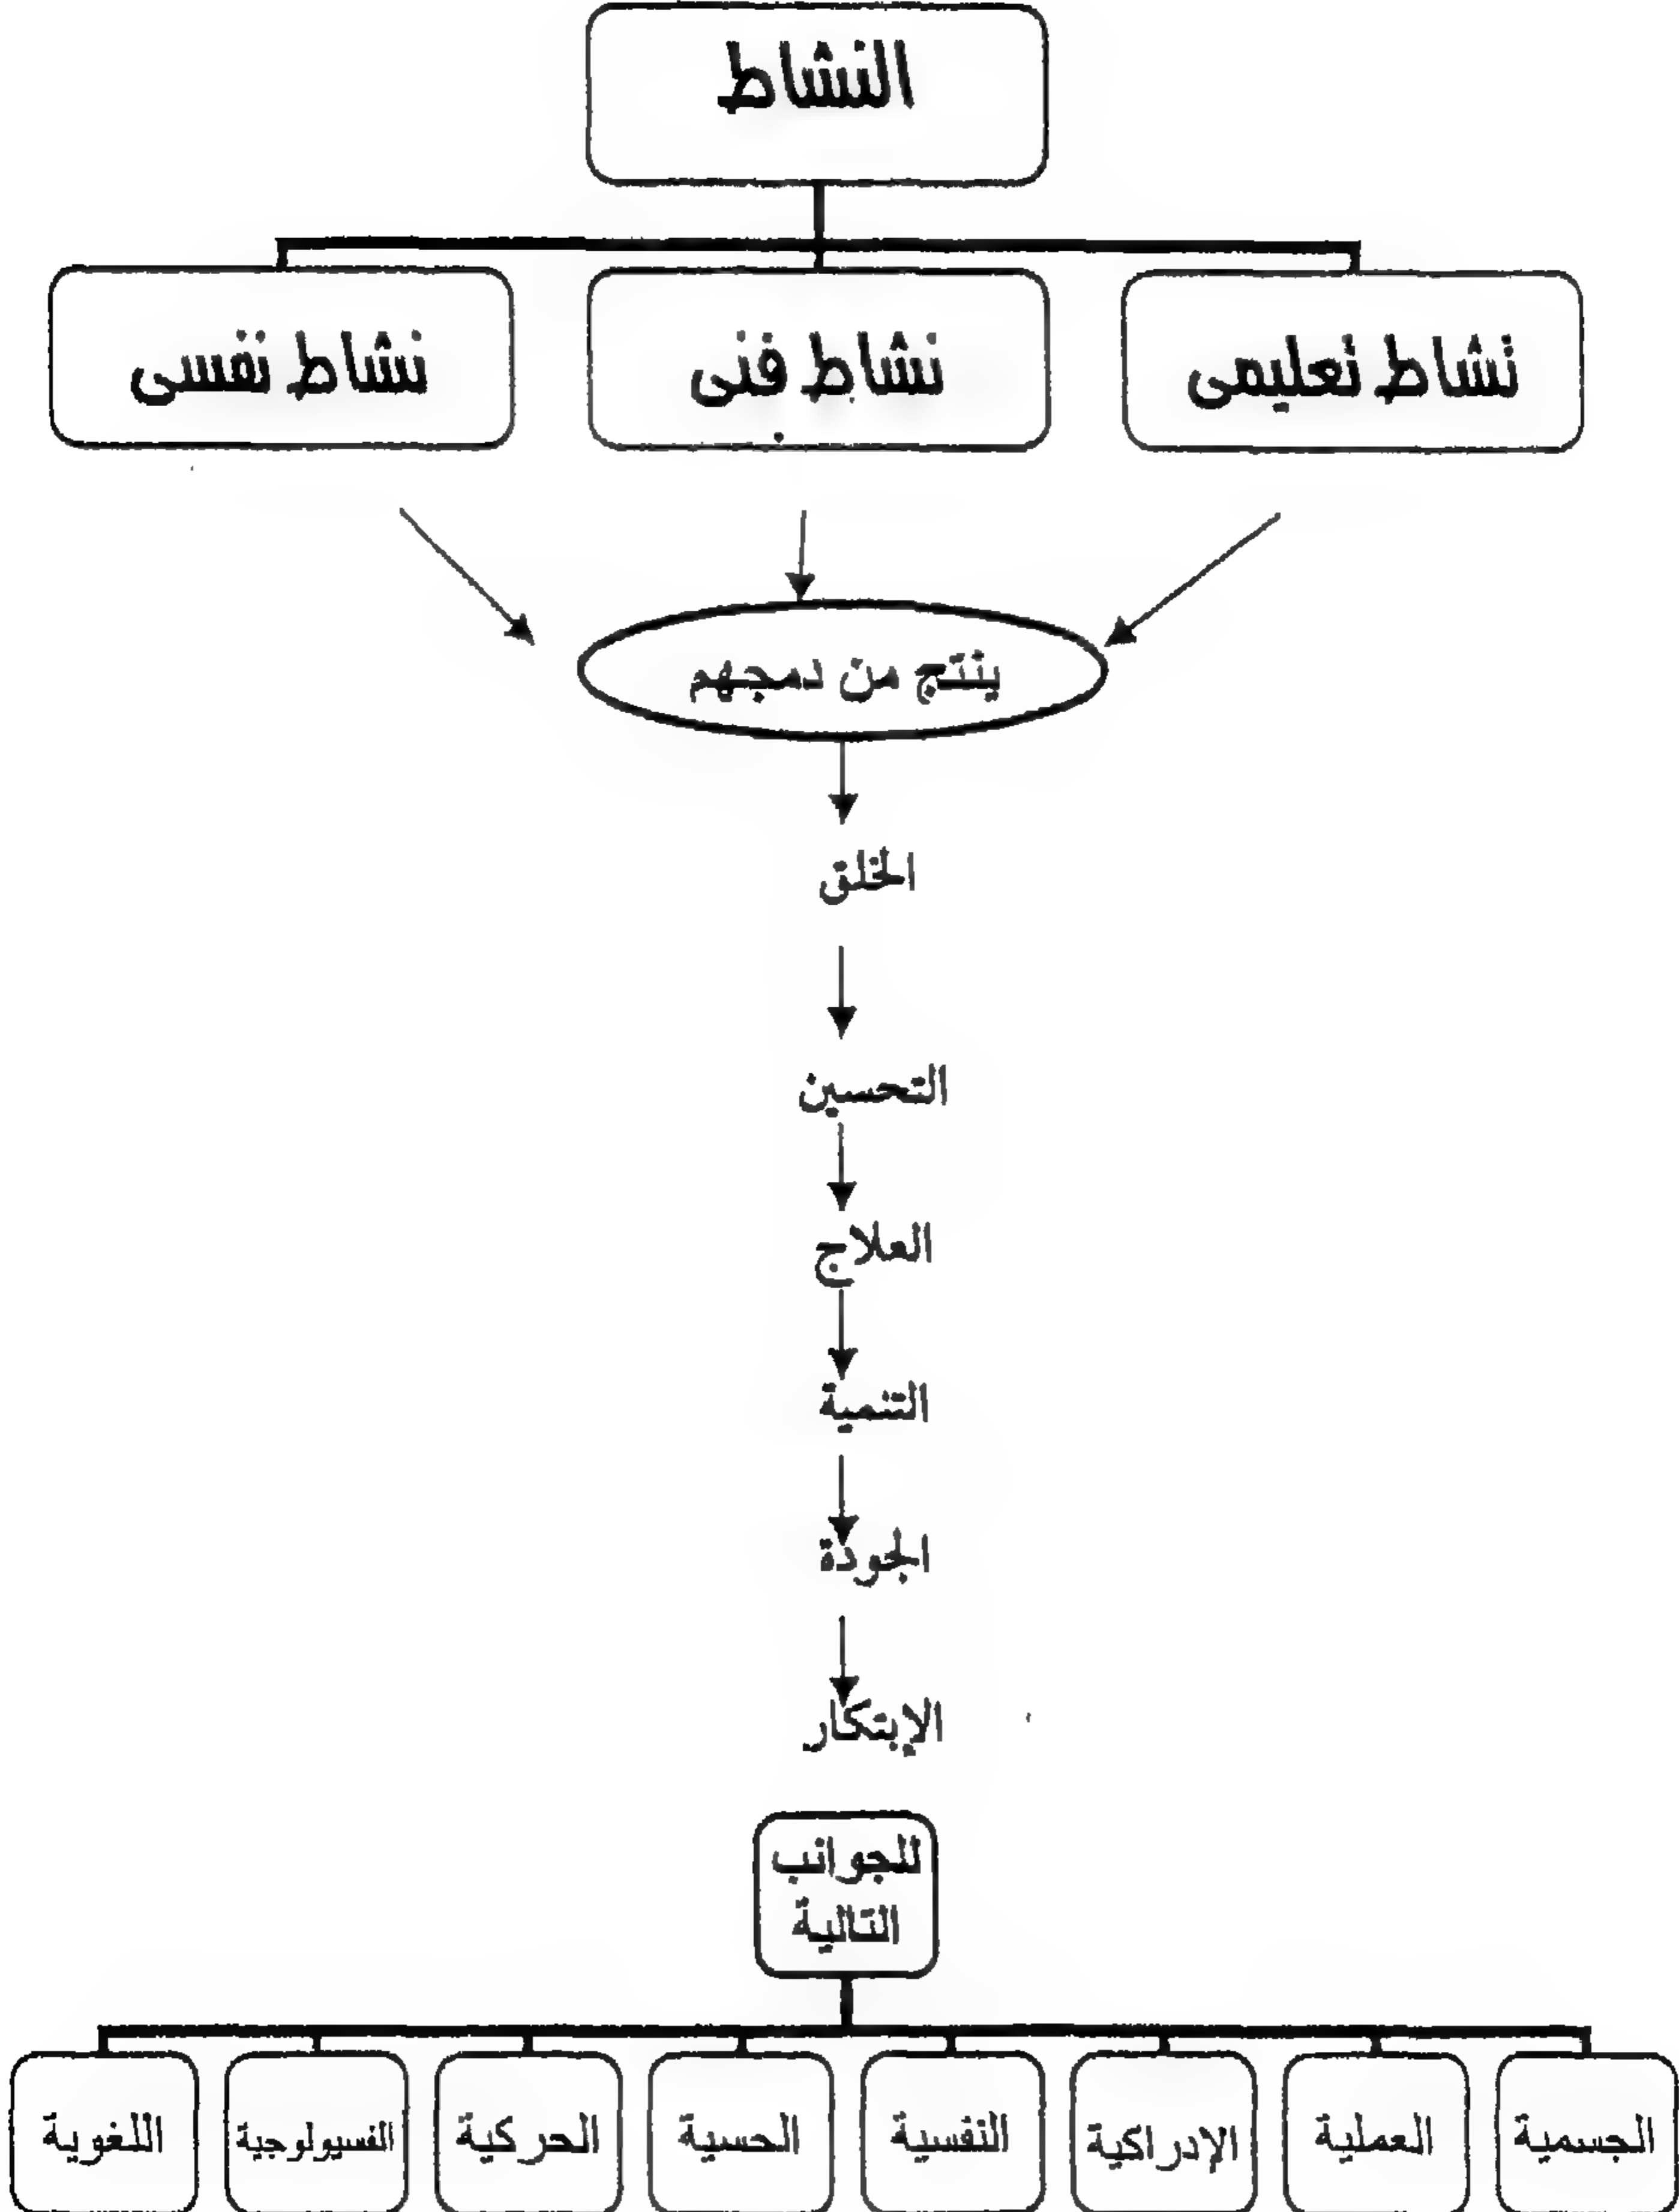 النشاط
نشاط تعليمى
نشاط فنى
نشاط نفسى
ينتج من دمجهم
الخلق
التحسين
العلاج
التنمية
الجودة
الإبتكار
للجوانب
التالية
الجسمية
العملية
الإدراكية
النفسية
الحسية
الحركية
الفسيولوجية
اللغوية